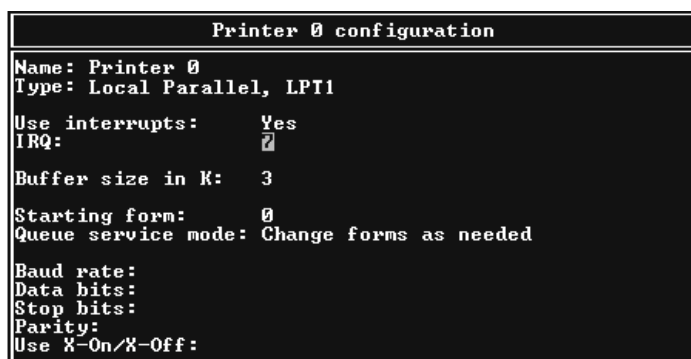 Printer 0 configuration
Name: Printer 0
Type: Local Parallel, LPT1
Use interrupts: Yes
IRQ: 7
Buffer size in K: 3
Starting form: 0
Queue service mode: Change forms as needed
Baud rate:
Data bits:
Stop bits:
Parity:
Use X-On/X-Off: